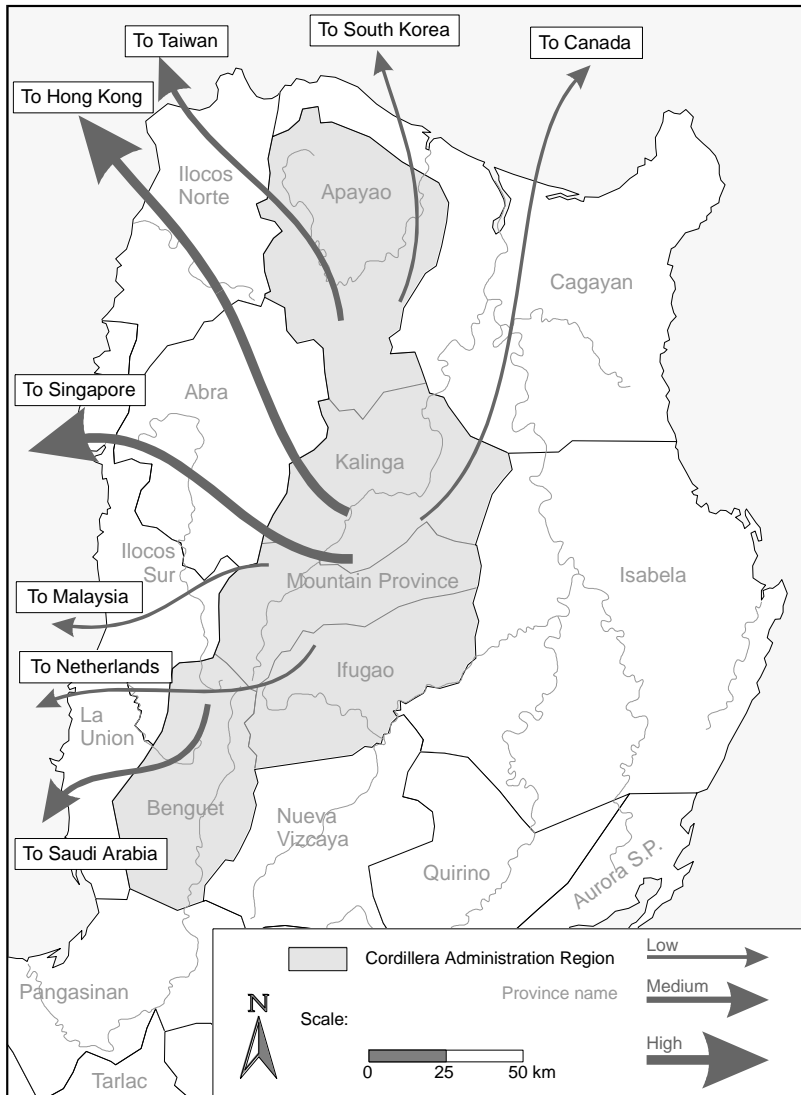 To Taiwan
To South Korea
To Canada
To Hong Kong
Ilocos
Norte
Apayao
Cagayan
To Singapore
Abra
Kalinga
Ilocos
Sur
Mountain Province
Isabela
To Malaysia
To Netherlands
Ifugao
La
Union
Benguet
Nueva
Vizcaya
To Saudi Arabia
Quirino
Aurora S.P.
Pangasinan
Tarlac
Cordillera Administration Region
Low
Province name
Medium
N
Scale:
High
0 25 50 km